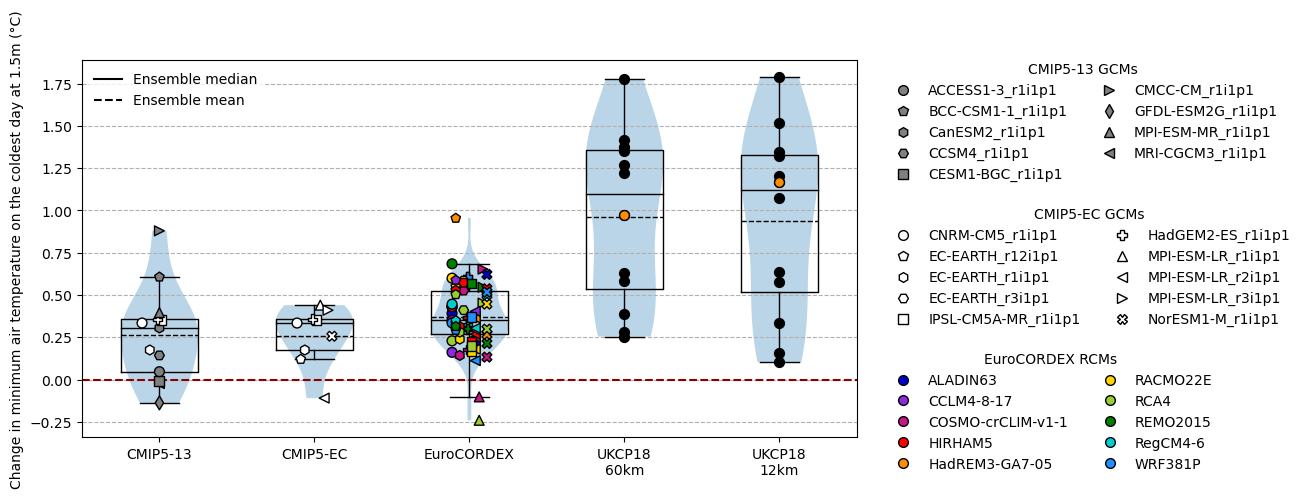 Change in minimum air temperature on the coldest day at 1.5m (°C)
1.75
1.50
1.25
1.00
0.75
0.50
0.25
0.00
−0.25
Ensemble median
Ensemble mean
CMIP5-13
CMIP5-EC
EuroCORDEX
UKCP18
60km
UKCP18
12km
CMIP5-13 GCMs
ACCESS1-3_r1i1p1
BCC-CSM1-1_r1i1p1
CanESM2_r1i1p1
CCSM4_r1i1p1
CESM1-BGC_r1i1p1
CMCC-CM_r1i1p1
GFDL-ESM2G_r1i1p1
MPI-ESM-MR_r1i1p1
MRI-CGCM3_r1i1p1
CMIP5-EC GCMs
CNRM-CM5_r1i1p1
EC-EARTH_r12i1p1
EC-EARTH_r1i1p1
EC-EARTH_r3i1p1
IPSL-CM5A-MR_r1i1p1
HadGEM2-ES_r1i1p1
MPI-ESM-LR_r1i1p1
MPI-ESM-LR_r2i1p1
MPI-ESM-LR_r3i1p1
NorESM1-M_r1i1p1
EuroCORDEX RCMs
ALADIN63
CCLM4-8-17
COSMO-crCLIM-v1-1
HIRHAM5
HadREM3-GA7-05
RACMO22E
RCA4
REMO2015
RegCM4-6
WRF381P